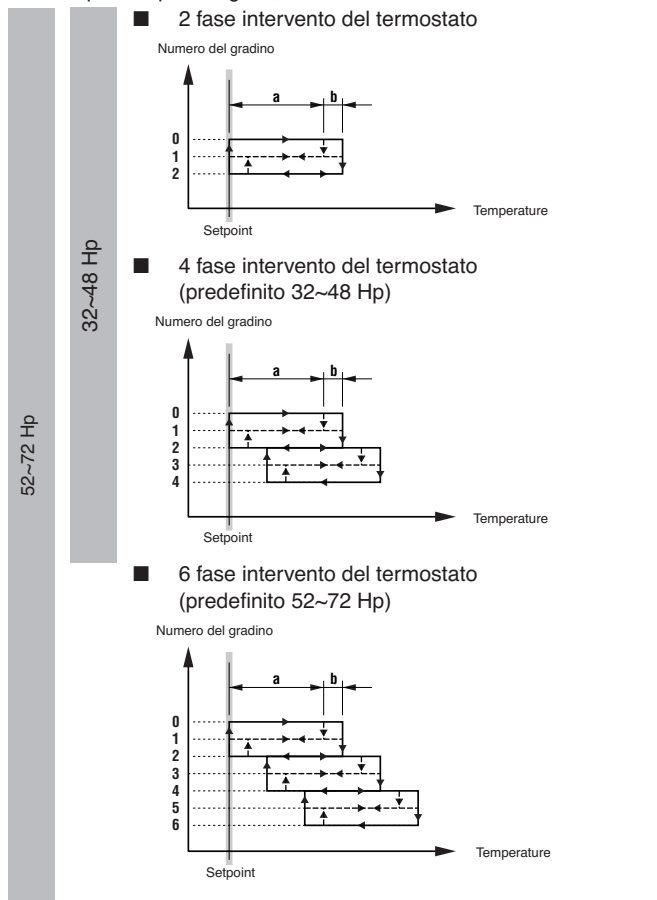 ■ 2 fase intervento del termostato
Numero del gradino
a b
0
1
2
Temperature
Setpoint
32~48 Hp
■ 4 fase intervento del termostato
(predefinito 32~48 Hp)
Numero del gradino
a b
0
1
2
3
4
Temperature
Setpoint
52~72 Hp
■ 6 fase intervento del termostato
(predefinito 52~72 Hp)
Numero del gradino
a b
0
1
2
3
4
5
6
Temperature
Setpoint